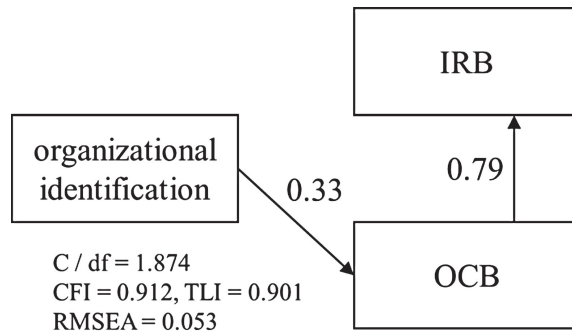 IRB
organizational
identification
0.33
0.79
OCB
C / df = 1.874
CFI = 0.912, TLI = 0.901
RMSEA = 0.053